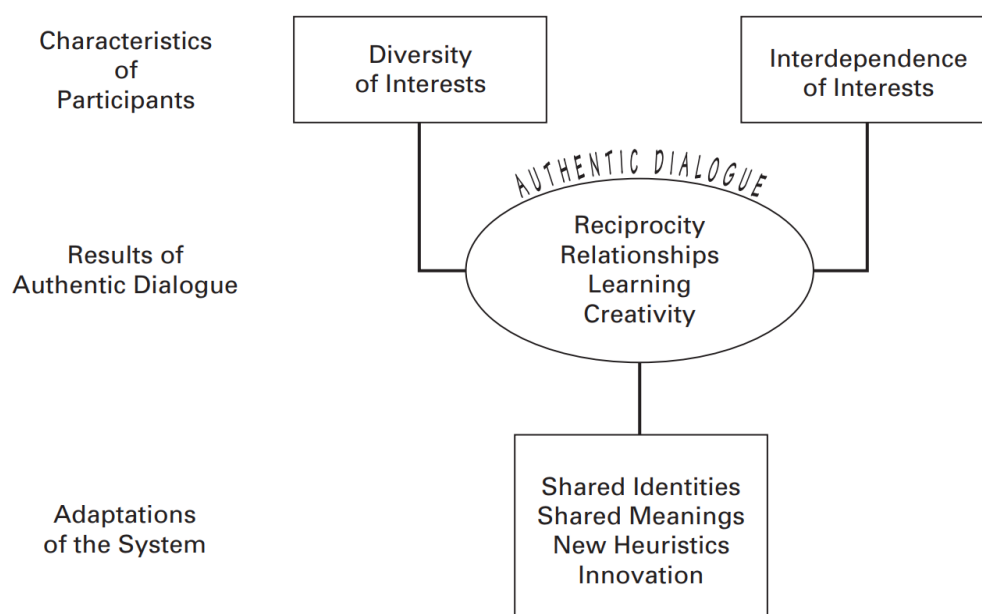 Characteristics
of
Participants
Diversity
of Interests
Interdependence
of Interests
AUTHENTIC DIALOGUE
Results of
Authentic Dialogue
Reciprocity
Relationships
Learning
Creativity
Adaptations
of the System
Shared Identities
Shared Meanings
New Heuristics
Innovation